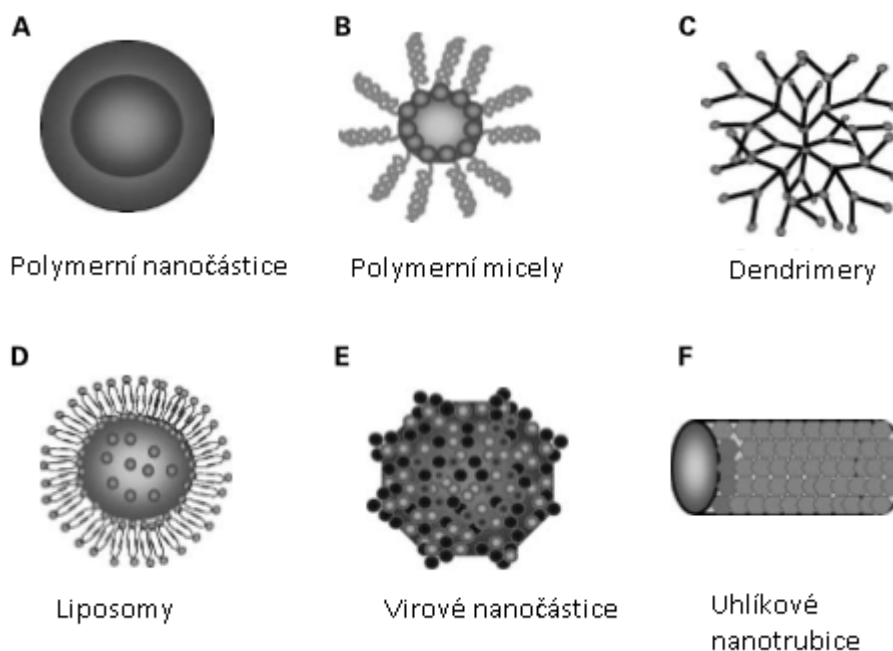 A
B
C
Polymerní nanočástice
Polymerní micely
Dendrimery
D
E
F
Liposomy
Virové nanočástice
Uhlíkové
nanotrubice